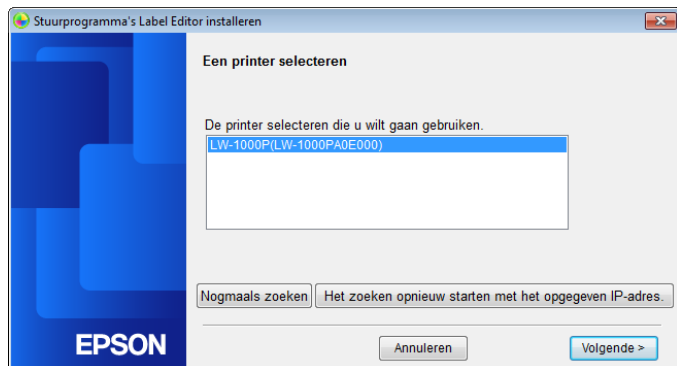 Stuurprogramma's Label Editor installeren
Een printer selecteren
De printer selecteren die u wilt gaan gebruiken.
LW-1000P(LW-1000PA0E000)
Nogmaals zoeken Het zoeken opnieuw starten met het opgegeven IP-adres.
EPSON
Annuleren Volgende >